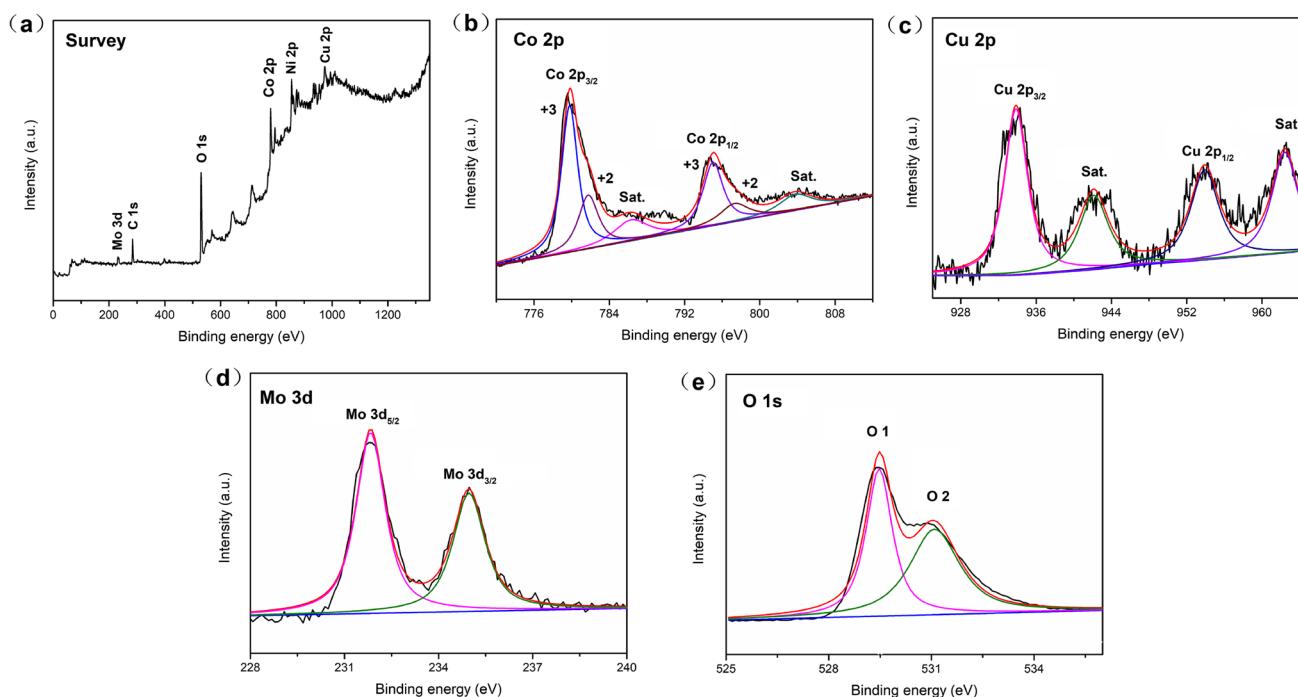 (a)
Survey
Mo 3d
C 1s
O 1s
Co 2p
Ni 2p
Cu 2p
Intensity (a.u.)
0 200 400 600 800 1000 1200
Binding energy (eV)
(b)
Co 2p
Co 2p3/2
+3
+2
Sat.
Co 2p1/2
+3
+2
Sat.
Intensity (a.u.)
776 784 792 800 808
Binding energy (eV)
(c)
Cu 2p
Cu 2p3/2
Sat.
Cu 2p1/2
Sat
Intensity (a.u.)
928 936 944 952 960
Binding energy (eV)
(d)
Mo 3d
Mo 3d5/2
Mo 3d3/2
Intensity (a.u.)
228 231 234 237 240
Binding energy (eV)
(e)
O 1s
O 1
O 2
Intensity (a.u.)
525 528 531 534
Binding energy (eV)